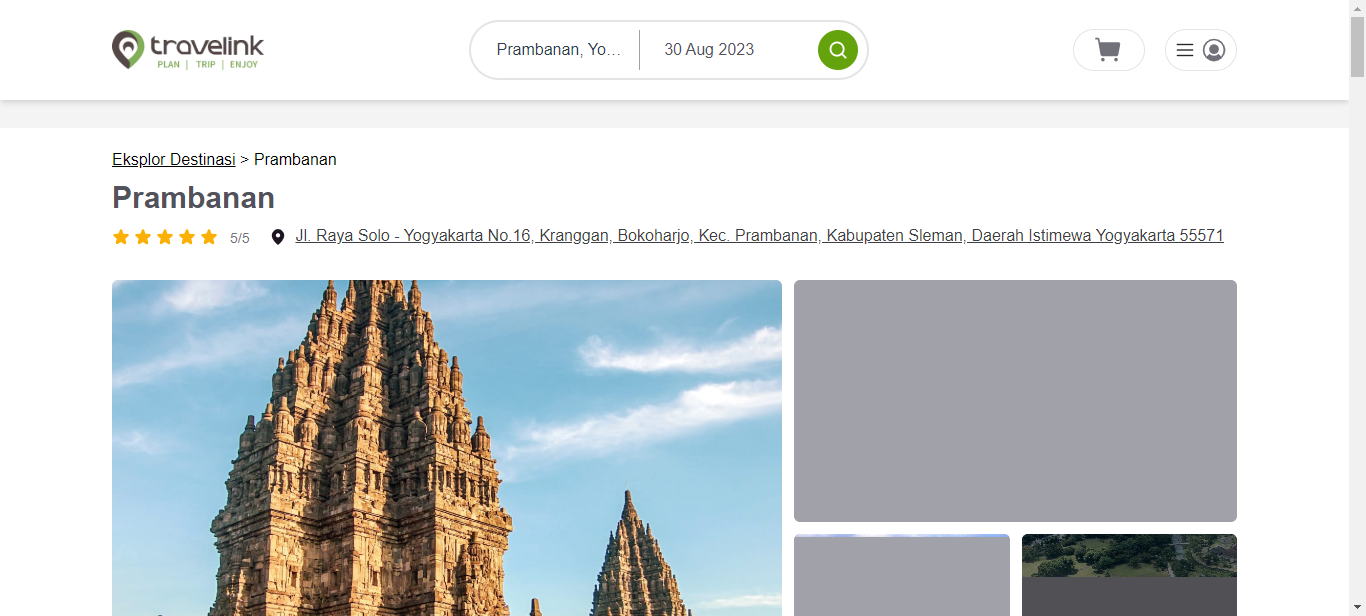 travelink
PLAN | TRIP | ENJOY
Prambanan, Yo...
30 Aug 2023
Eksplor Destinasi > Prambanan
Prambanan
5/5
Jl. Raya Solo - Yogyakarta No.16, Kranggan, Bokoharjo, Kec. Prambanan, Kabupaten Sleman, Daerah Istimewa Yogyakarta 55571